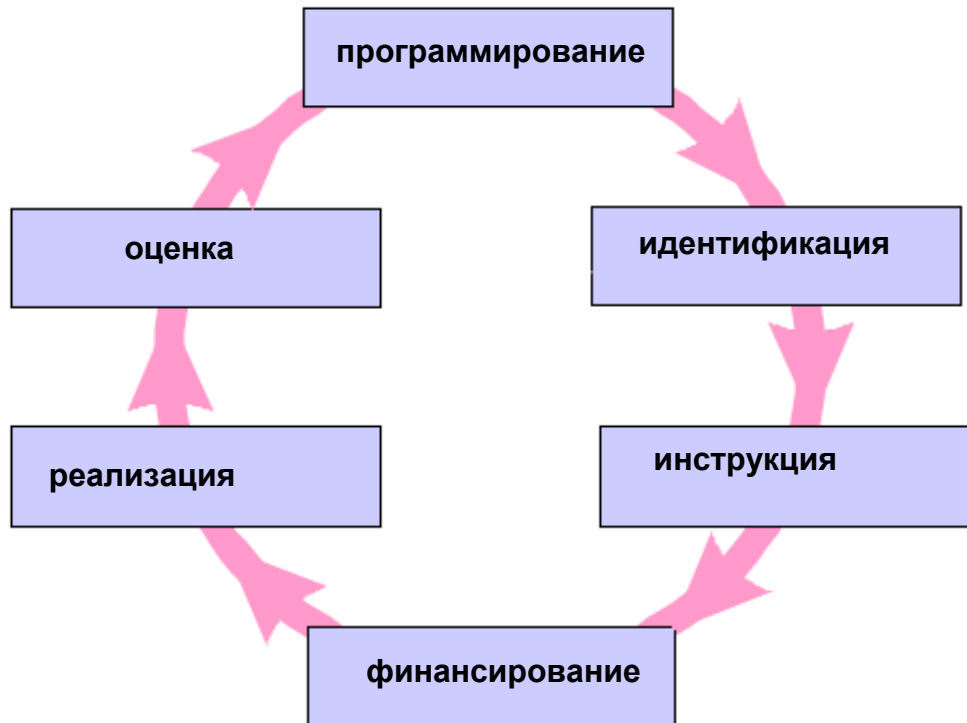 программирование
идентификация
инструкция
финансирование
реализация
оценка